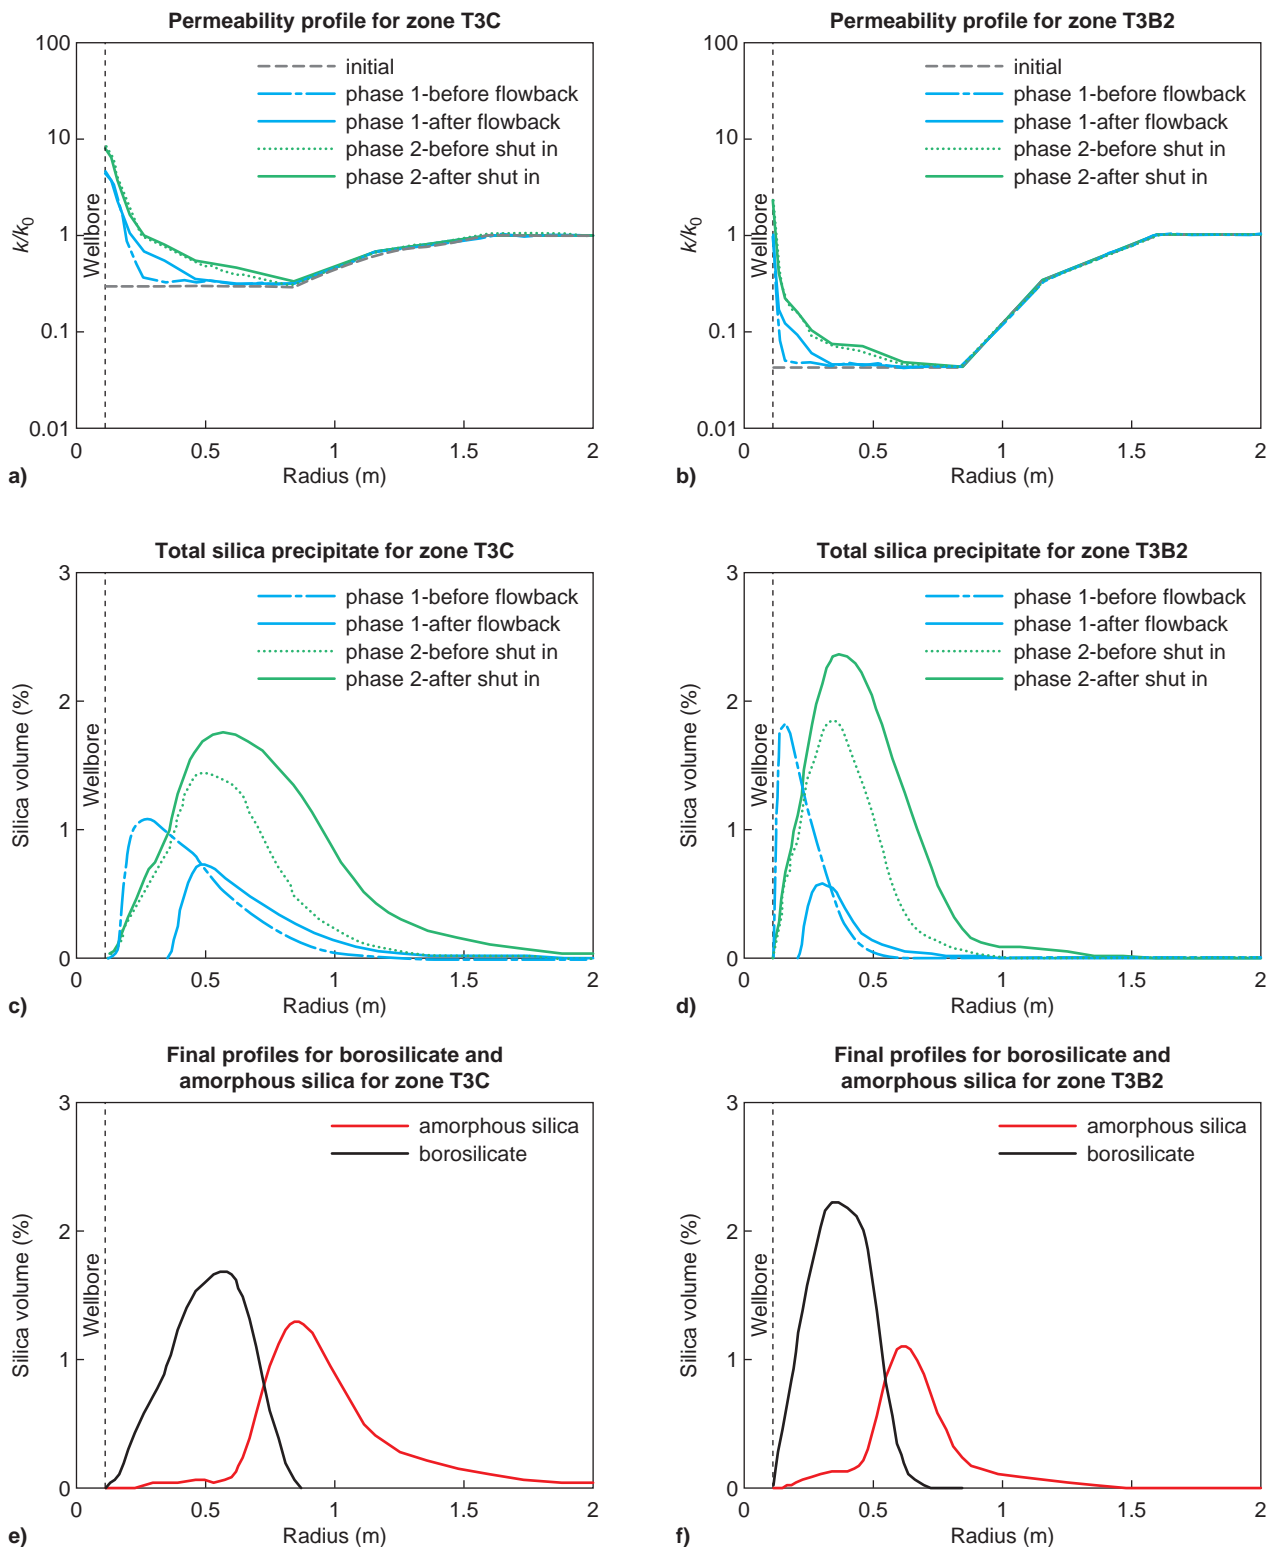 Permeability profile for zone T3C
100
10
1
0.1
0.01
k/k0
Wellbore
initial
phase 1-before flowback
phase 1-after flowback
phase 2-before shut in
phase 2-after shut in
0 0.5 1 1.5 2
Radius (m)
a)
Permeability profile for zone T3B2
100
10
1
0.1
0.01
k/k0
Wellbore
initial
phase 1-before flowback
phase 1-after flowback
phase 2-before shut in
phase 2-after shut in
0 0.5 1 1.5 2
Radius (m)
b)
Total silica precipitate for zone T3C
3
2
1
0
Silica volume (%)
Wellbore
phase 1-before flowback
phase 1-after flowback
phase 2-before shut in
phase 2-after shut in
0 0.5 1 1.5 2
Radius (m)
c)
Total silica precipitate for zone T3B2
3
2
1
0
Silica volume (%)
Wellbore
phase 1-before flowback
phase 1-after flowback
phase 2-before shut in
phase 2-after shut in
0 0.5 1 1.5 2
Radius (m)
d)
Final profiles for borosilicate and
amorphous silica for zone T3C
3
2
1
0
Silica volume (%)
Wellbore
amorphous silica
borosilicate
0 0.5 1 1.5 2
Radius (m)
e)
Final profiles for borosilicate and
amorphous silica for zone T3B2
3
2
1
0
Silica volume (%)
Wellbore
amorphous silica
borosilicate
0 0.5 1 1.5 2
Radius (m)
f)